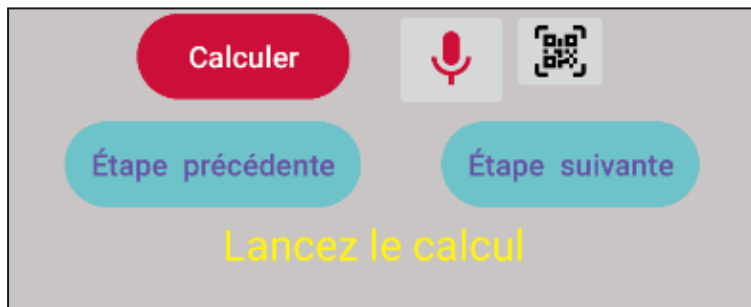 Calculer
Étape précédente
Étape suivante
Lancez le calcul